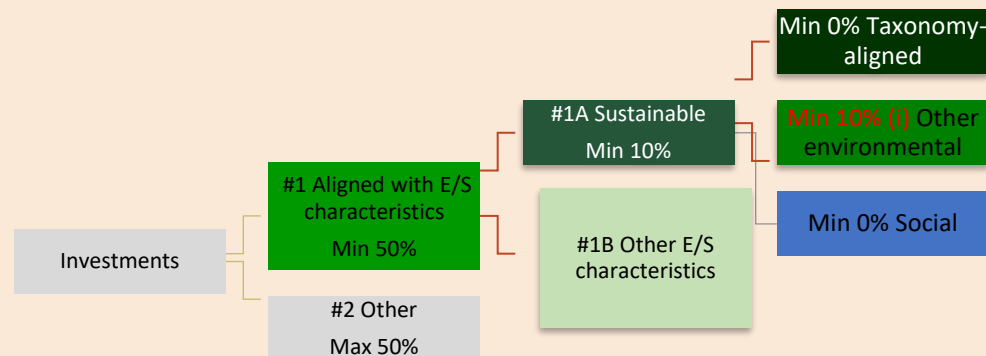 Min 0% Taxonomy-
aligned
#1A Sustainable
Min 10%
Min 10% (i) Other
environmental
#1 Aligned with E/S
characteristics
Min 50%
Min 0% Social
#1B Other E/S
characteristics
Investments
#2 Other
Max 50%